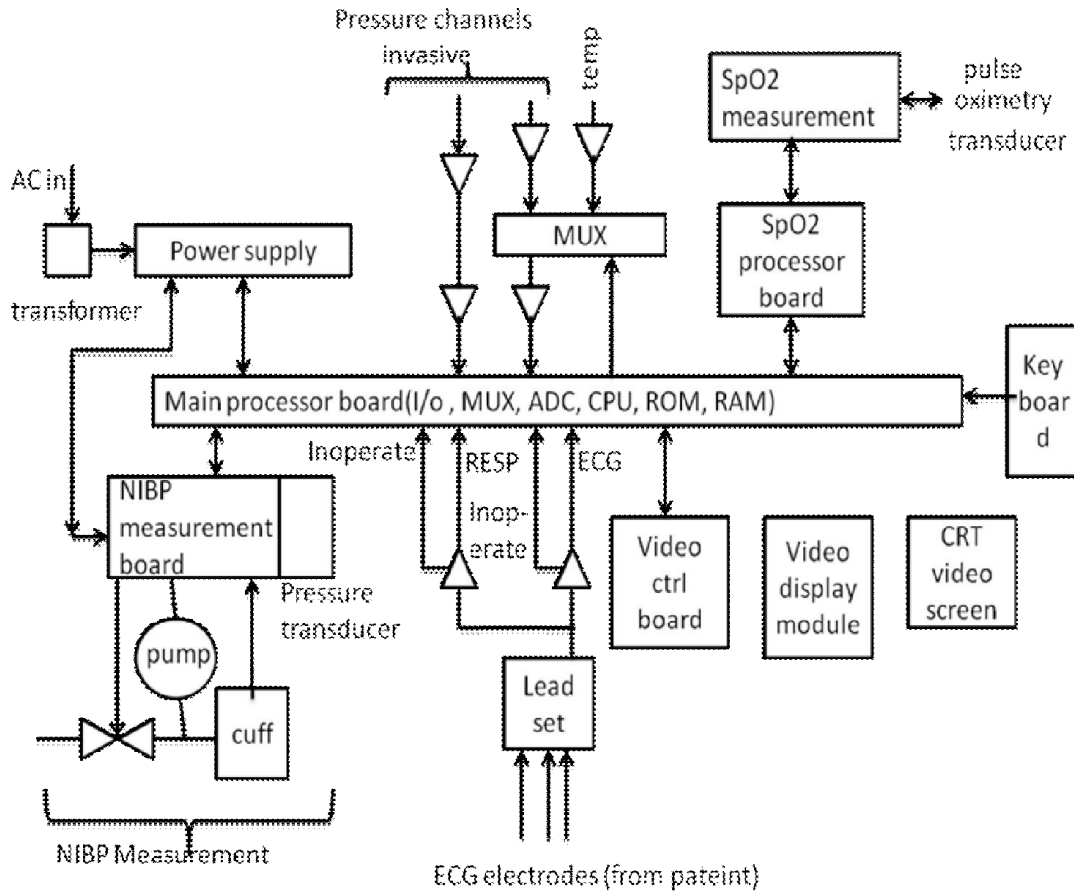 Pressure channels
invasive
temp
SpO2
measurement
pulse
oximetry
transducer
AC in
Power supply
transformer
MUX
SpO2
processor
board
Key
boar
d
Main processor board(I/o , MUX, ADC, CPU, ROM, RAM)
Inoperate
RESP
inop-
erate
ECG
NIBP
measurement
board
Pressure
transducer
pump
cuff
Lead
set
Video
ctrl
board
Video
display
module
CRT
video
screen
NIBP Measurement
ECG electrodes (from pateint)